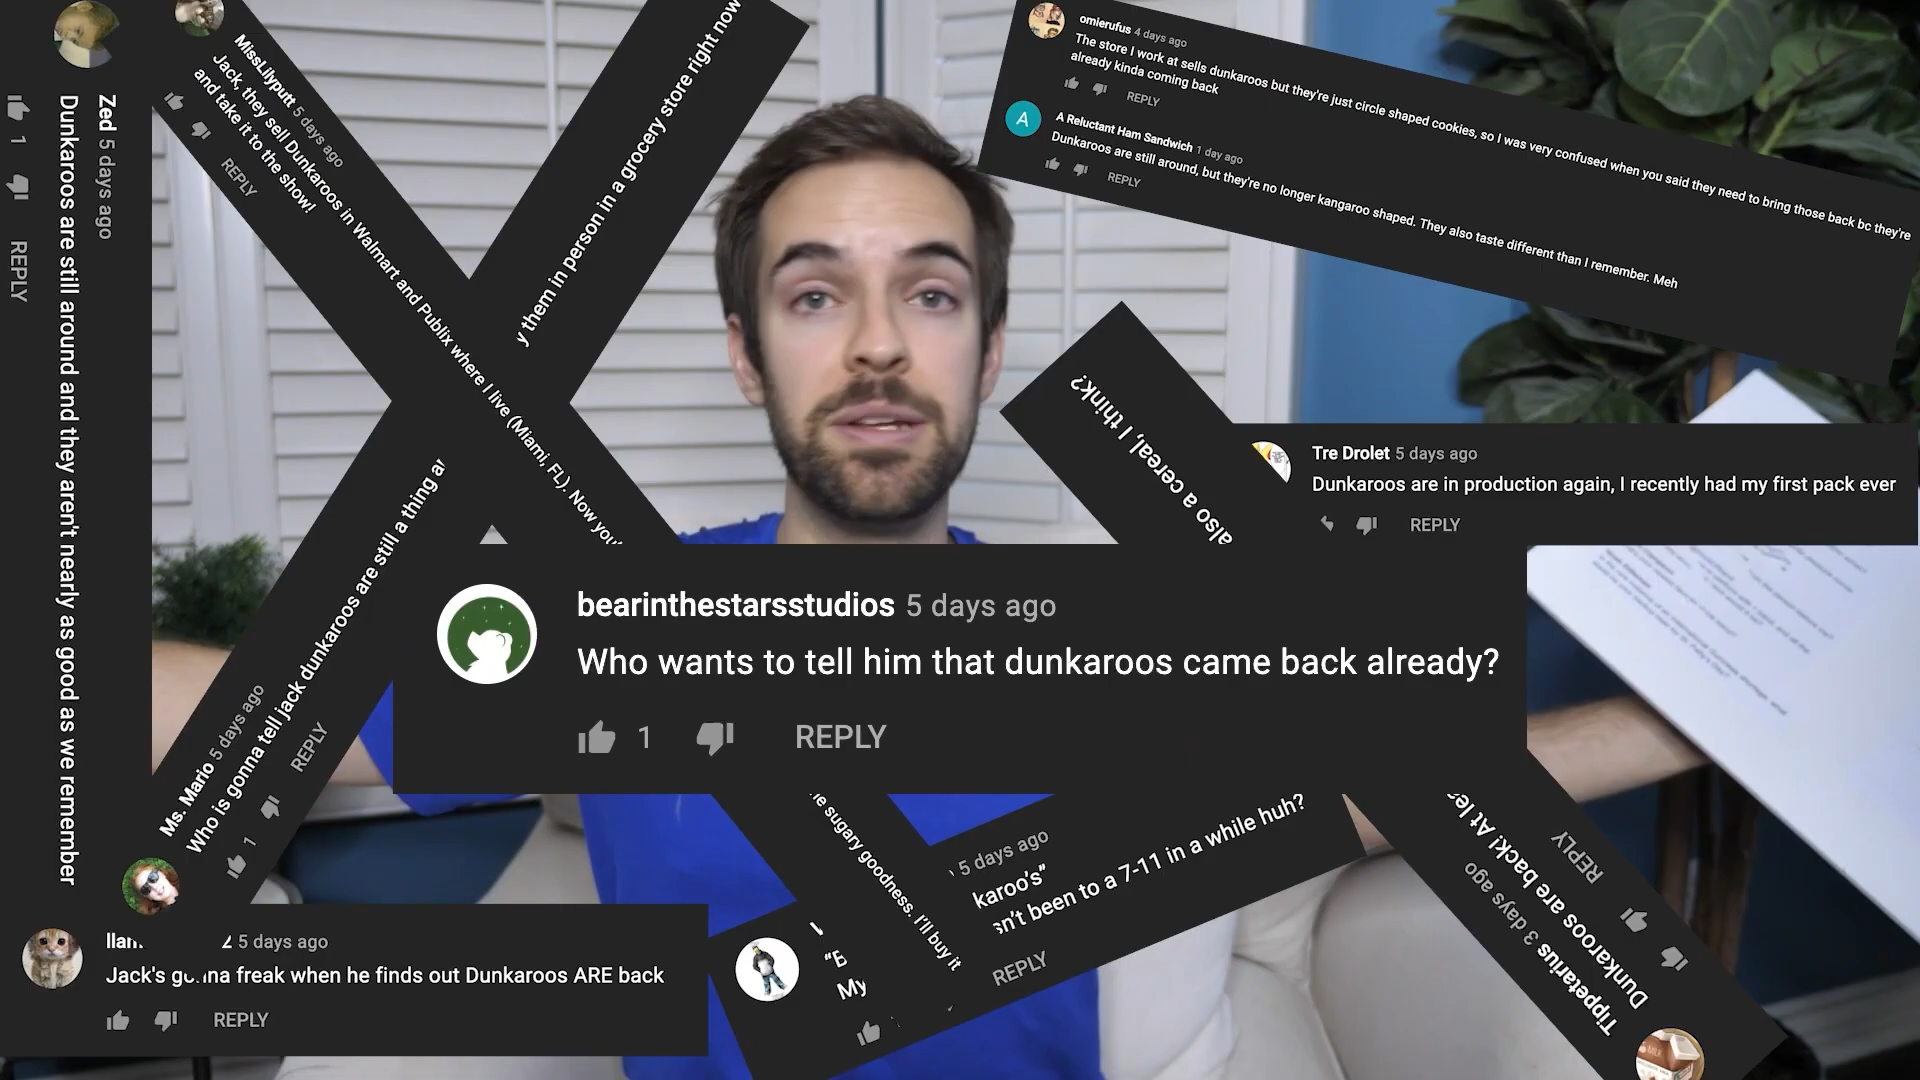 Zed 5 days ago
Dunkaroos are still around and they aren't nearly as good as we remember
1
REPLY
MissLilyputt 5 days ago
Jack, they sell Dunkaroos in Walmart and Publix where I live (Miami, FL). Now you'
and take it to the show!
REPLY
y them in person in a grocery store right now
omierufus 4 days ago
The store I work at sells dunkaroos but they're just circle shaped cookies, so I was very confused when you said they need to bring those back bc they're
already kinda coming back
REPLY
A
A Reluctant Ham Sandwich 1 day ago
Dunkaroos are still around, but they're no longer kangaroo shaped. They also taste different than I remember. Meh
REPLY
also a cereal, I think?
Tre Drolet 5 days ago
Dunkaroos are in production again, I recently had my first pack ever
REPLY
bearinthestarsstudios 5 days ago
Who wants to tell him that dunkaroos came back already?
1 REPLY
Ms. Mario 5 days ago
Who is gonna tell jack dunkaroos are still a thing
1 REPLY
5 days ago
Jack's gonna freak when he finds out Dunkaroos ARE back
REPLY
sugary goodness. I'll buy it
5 days ago
karoo's"
My sn't been to a 7-11 in a while huh?
REPLY
Tippetarius 3 days ago
Dunkaroos are back! At
REPLY